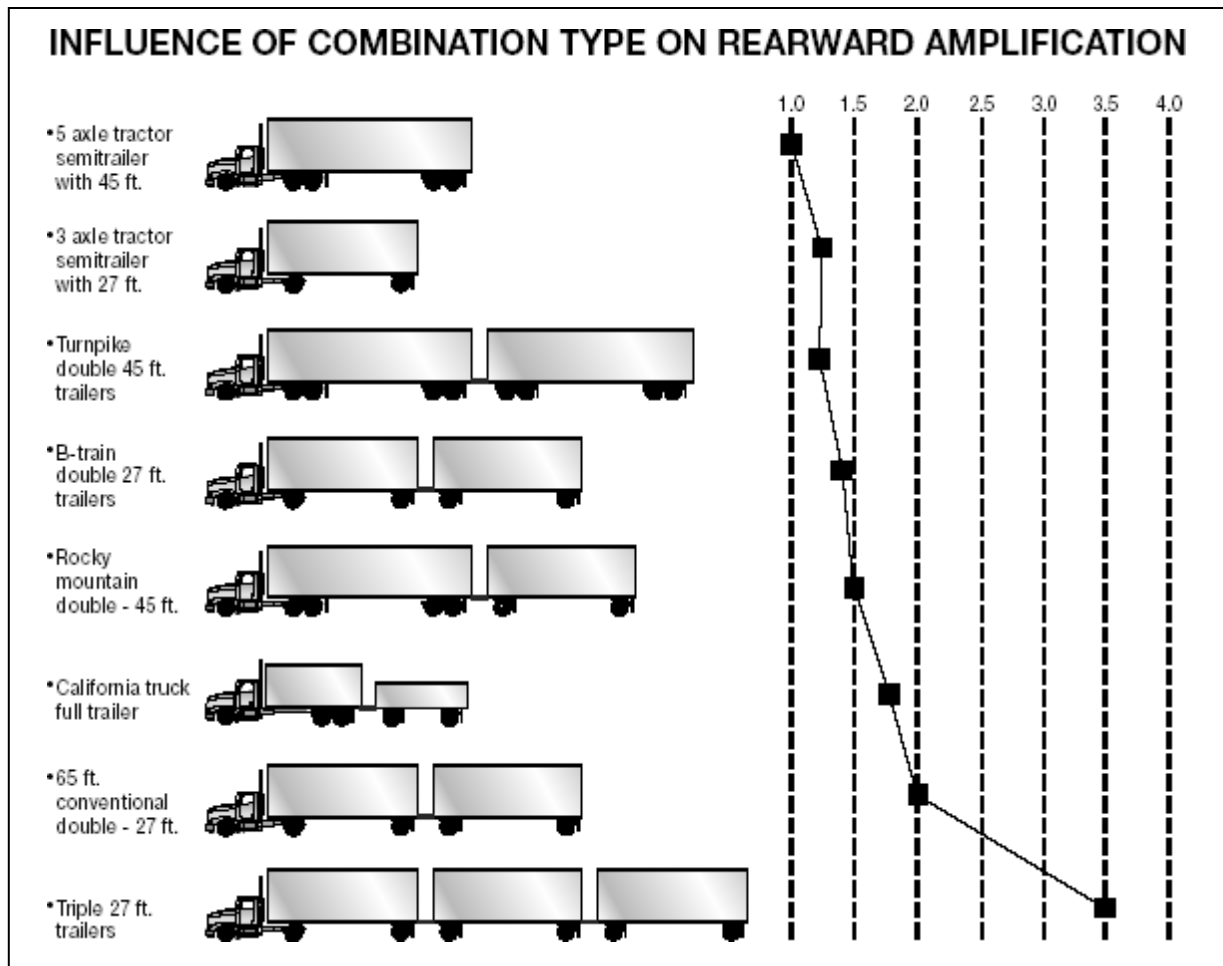 INFLUENCE OF COMBINATION TYPE ON REARWARD AMPLIFICATION
1.0 1.5 2.0 2.5 3.0 3.5 4.0
•5 axle tractor
semitrailer
with 45 ft.
•3 axle tractor
semitrailer
with 27 ft.
•Turnpike
double 45 ft.
trailers
•B-train
double 27 ft.
trailers
•Rocky
mountain
double - 45 ft.
•California truck
full trailer
•65 ft.
conventional
double - 27 ft.
•Triple 27 ft.
trailers